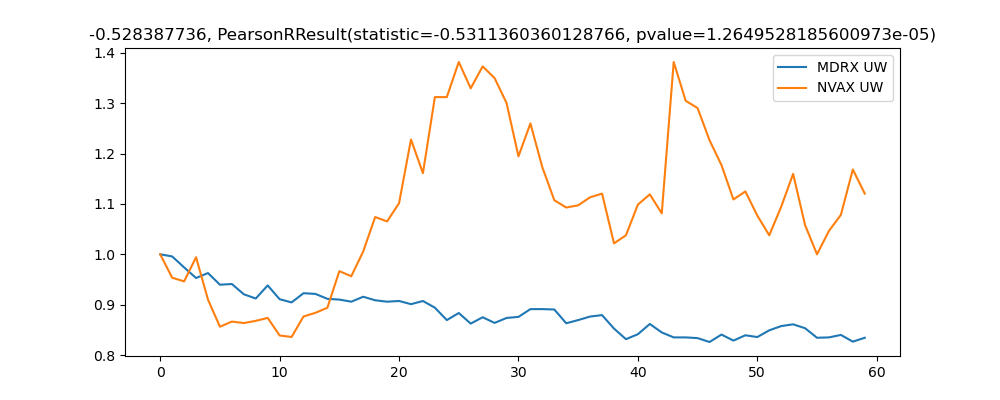 -0.528387736, PearsonRResult(statistic=-0.5311360360128766, pvalue=1.2649528185600973e-05)
1.4
1.3
1.2
1.1
1.0
0.9
0.8
MDRX UW
NVAX UW
0 10 20 30 40 50 60